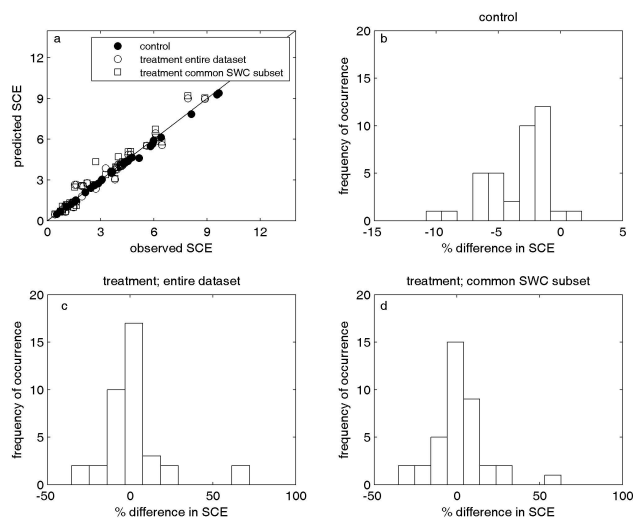 a
control
treatment entire dataset
treatment common SWC subset
predicted SCE
12
9
6
3
0
0 3 6 9 12
observed SCE
control
b
frequency of occurrence
20
15
10
5
0
-15 -10 -5 0 5
% difference in SCE
treatment; entire dataset
c
frequency of occurrence
20
15
10
5
0
-50 0 50 100
% difference in SCE
treatment; common SWC subset
d
frequency of occurrence
20
15
10
5
0
-50 0 50 100
% difference in SCE